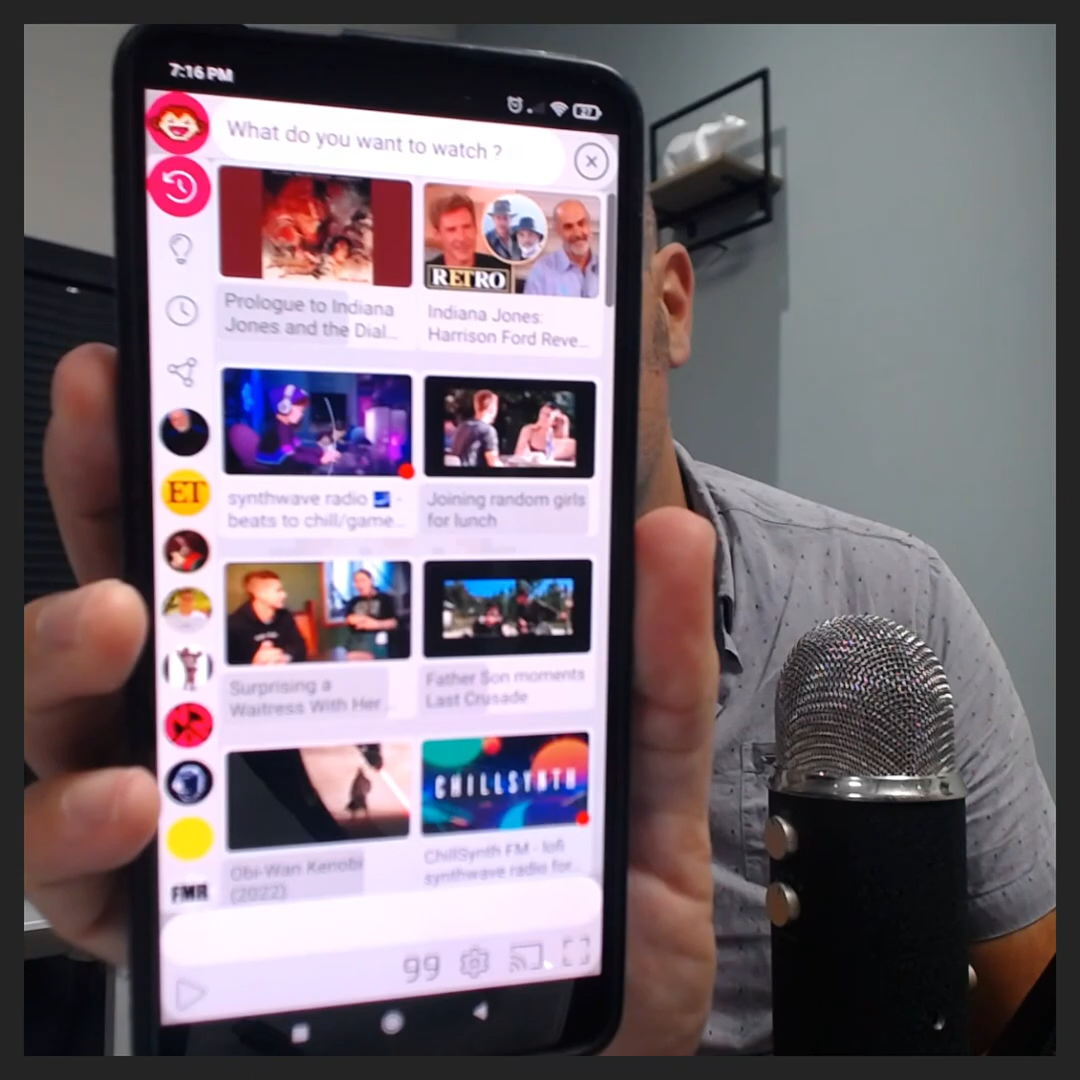 7:16 PM
27
What do you want to watch ?
RETRO
Prologue to Indiana
Jones and the Dial...
Indiana Jones:
Harrison Ford Reve...
synthwave radio 🌌 -
beats to chill/game...
Joining random girls
for lunch
ET
Surprising a
Waitress With Her ...
Father Son moments
Last Crusade
CHILLSYNTH
Obi-Wan Kenobi
(2022)
ChillSynth FM - lofi
synthwave radio for...
FMR
99